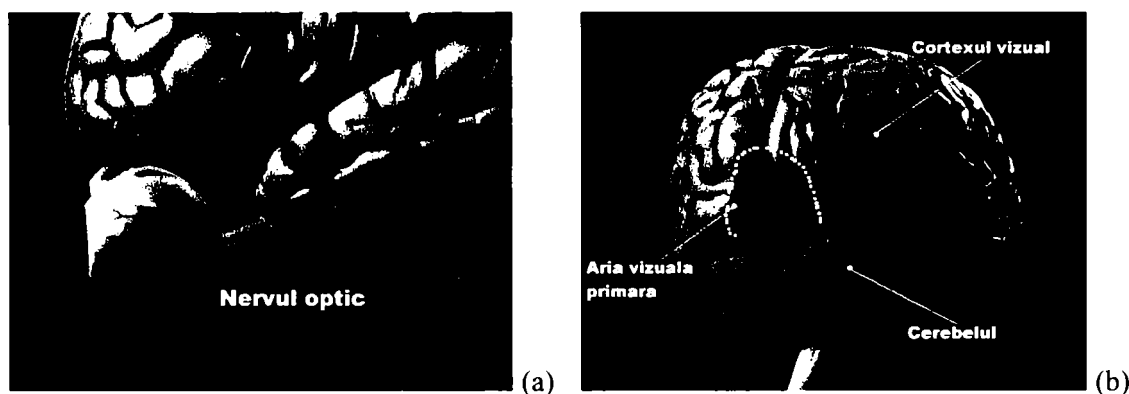 Nervul optic
(a)
Cortexul vizual
Aria vizuala
primara
Cerebelul
(b)